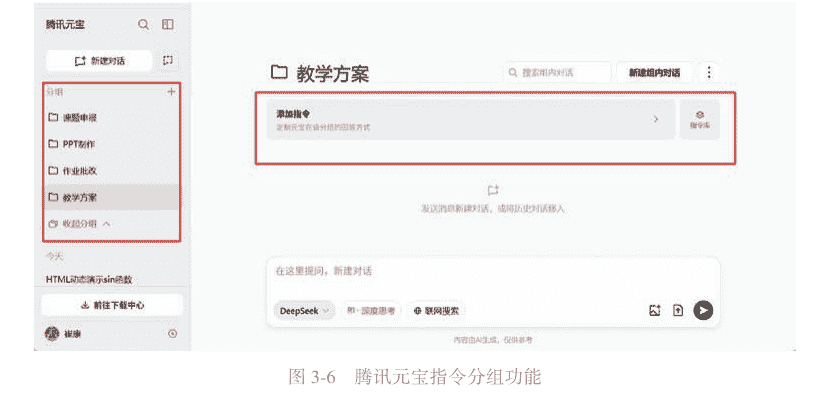 腾讯元宝
新建对话
分组
课题申报
PPT制作
作业批改
教学方案
收起分组
今天
HTML动态演示sin函数
前往下载中心
崔康
教学方案
搜索组内对话
新建组内对话
添加指令
定制元宝在该分组的回答方式
指令库
发送消息新建对话，或将历史对话移入
在这里提问，新建对话
DeepSeek
R1·深度思考
联网搜索
内容由AI生成，仅供参考
图 3-6 腾讯元宝指令分组功能